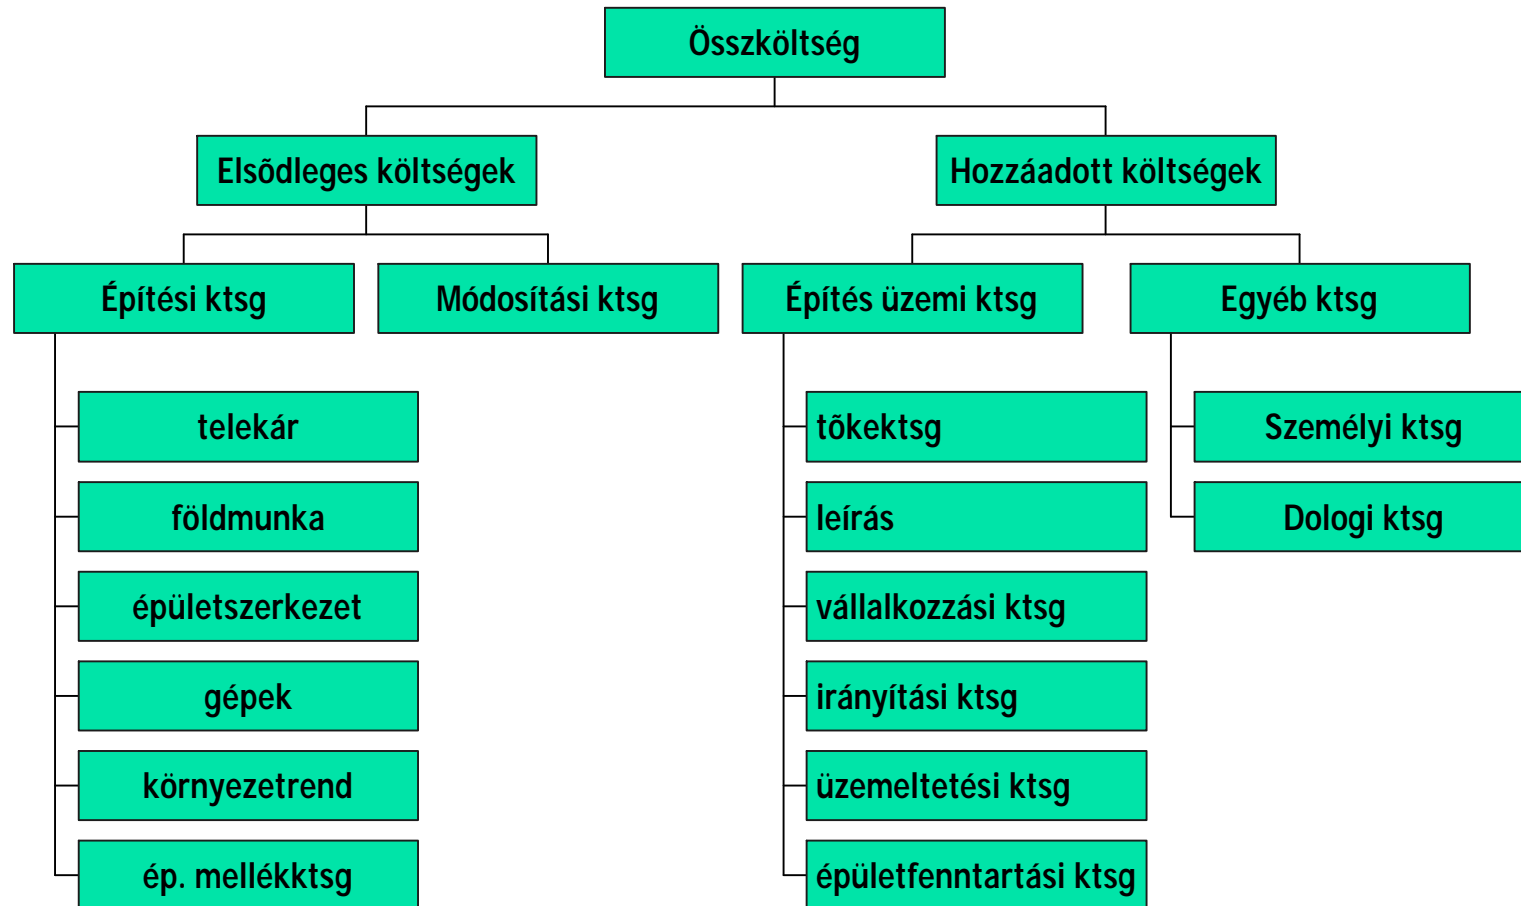 Összköltség
Elsõdleges költségek
Hozzáadott költségek
Építési ktsg
Módosítási ktsg
Építés üzemi ktsg
Egyéb ktsg
telekár
földmunka
épületszerkezet
gépek
környezetrend
ép. mellékktsg
tõkektsg
leírás
vállalkozzási ktsg
irányítási ktsg
üzemeltetési ktsg
épületfenntartási ktsg
Személyi ktsg
Dologi ktsg